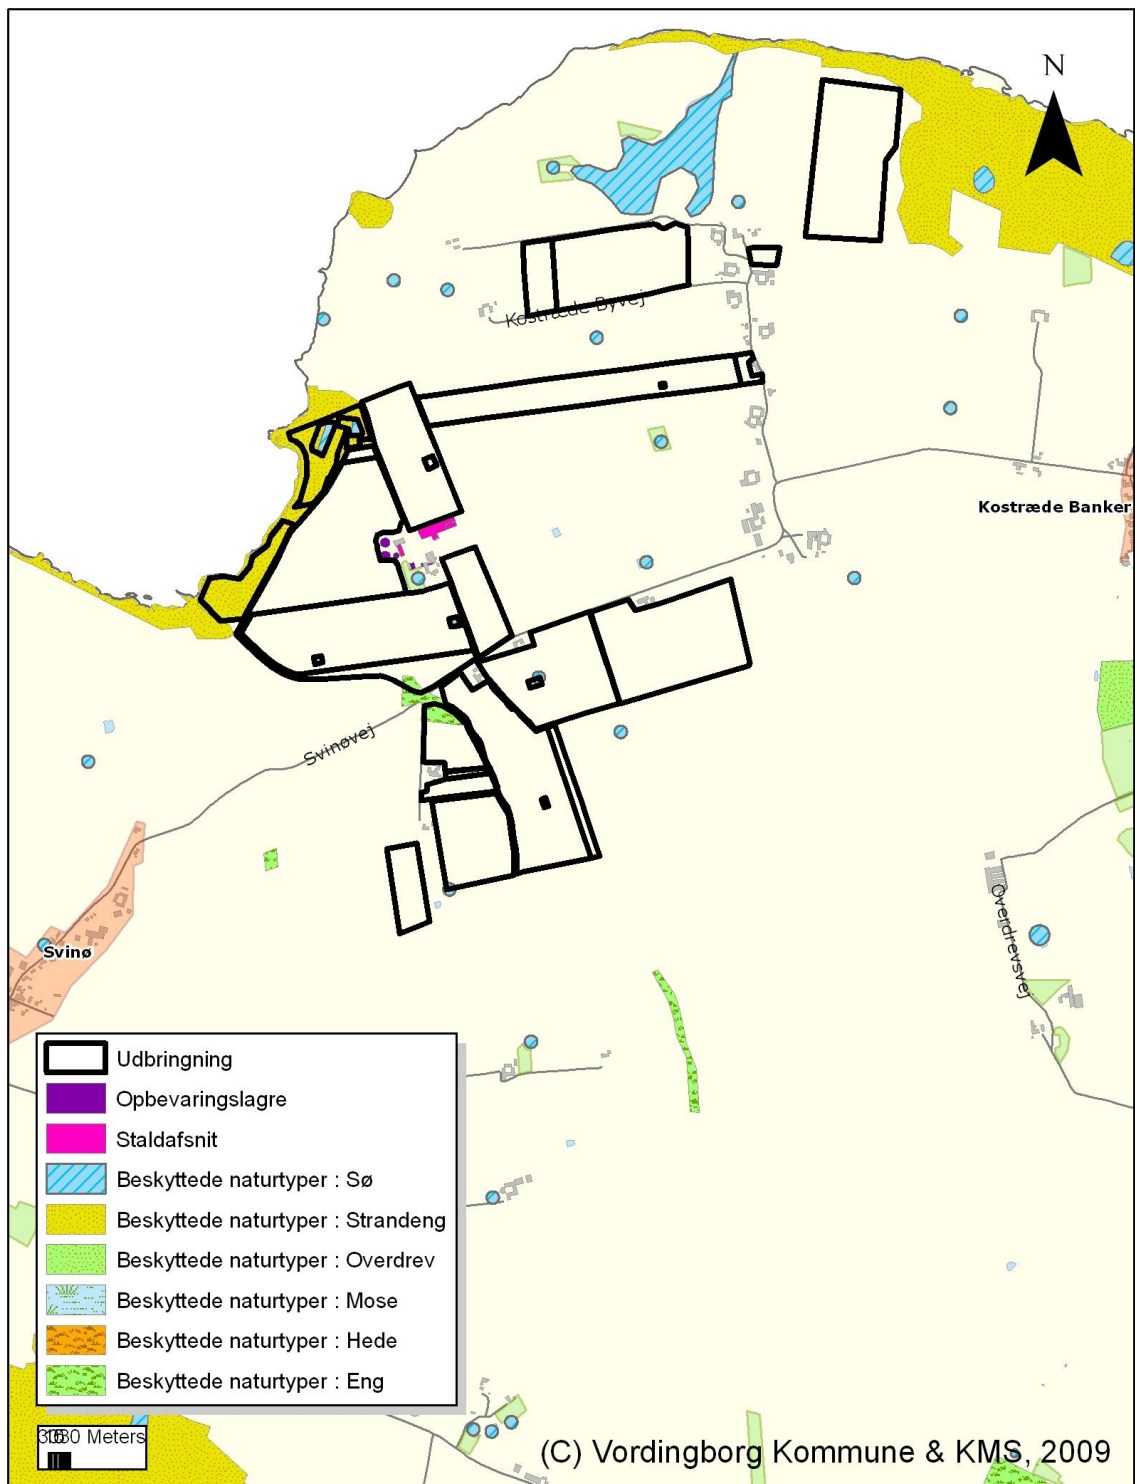 N
Kostræde Byvej
Kostræde Banker
Svinøvej
Overdrevsvej
Svinø
Udbringning
Opbevaringslagre
Staldafsnit
Beskyttede naturtyper : Sø
Beskyttede naturtyper : Strandeng
Beskyttede naturtyper : Overdrev
Beskyttede naturtyper : Mose
Beskyttede naturtyper : Hede
Beskyttede naturtyper : Eng
Meters
(C) Vordingborg Kommune & KMS, 2009